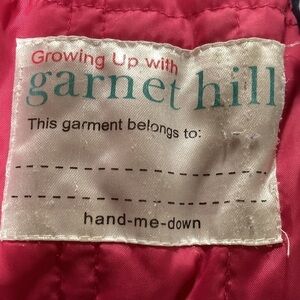 Growing Up with
garnet hill
This garment belongs to:
hand-me-down